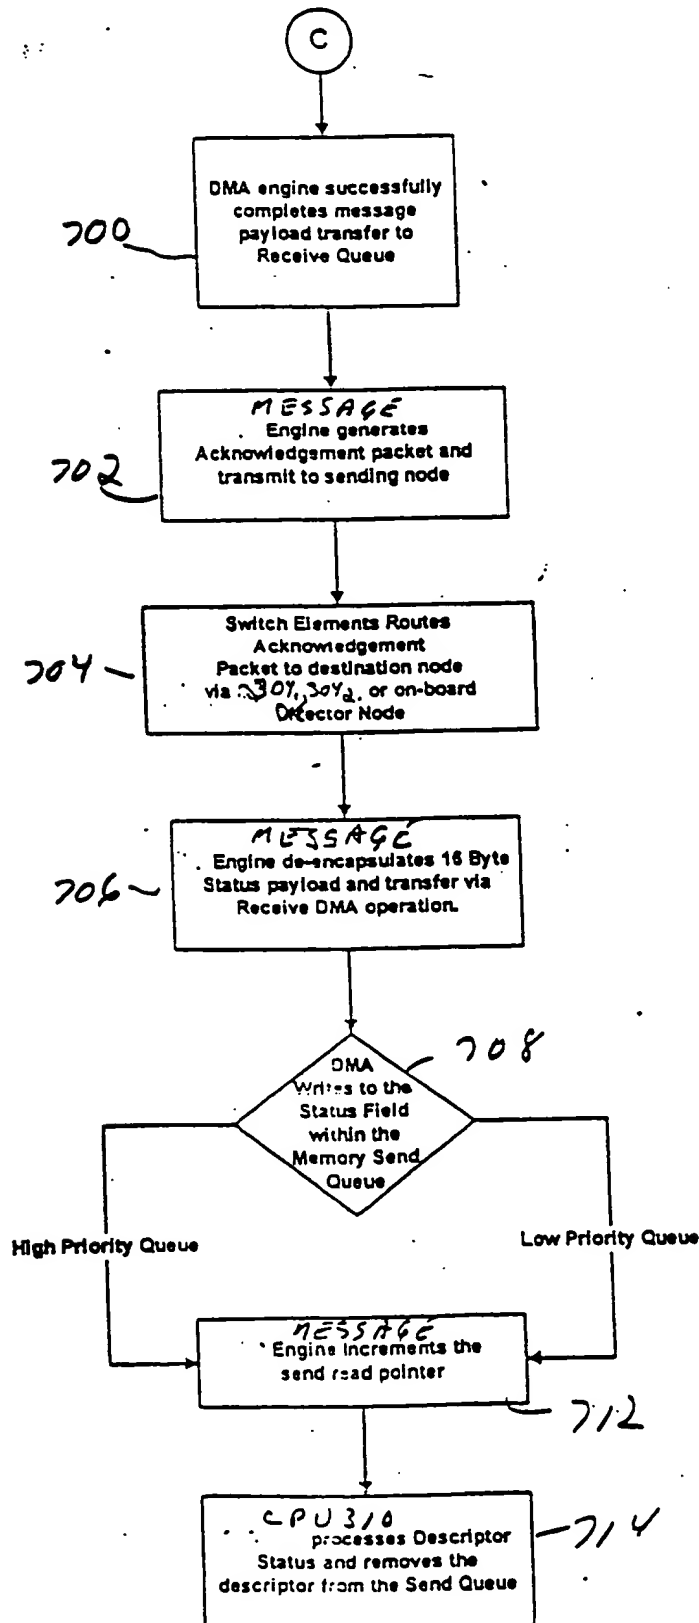 C
DMA engine successfully
completes message
payload transfer to
Receive Queue
700
MESSAGE
Engine generates
Acknowledgement packet and
transmit to sending node
702
Switch Elements Routes
Acknowledgement
Packet to destination node
via 304, 304₂, or on-board
Director Node
704
MESSAGE
Engine de-encapsulates 16 Byte
Status payload and transfer via
Receive DMA operation.
706
708
DMA
Writes to the
Status Field
within the
Memory Send
Queue
High Priority Queue
Low Priority Queue
MESSAGE
Engine increments the
send read pointer
712
CPU 310
processes Descriptor
Status and removes the
descriptor from the Send Queue
714